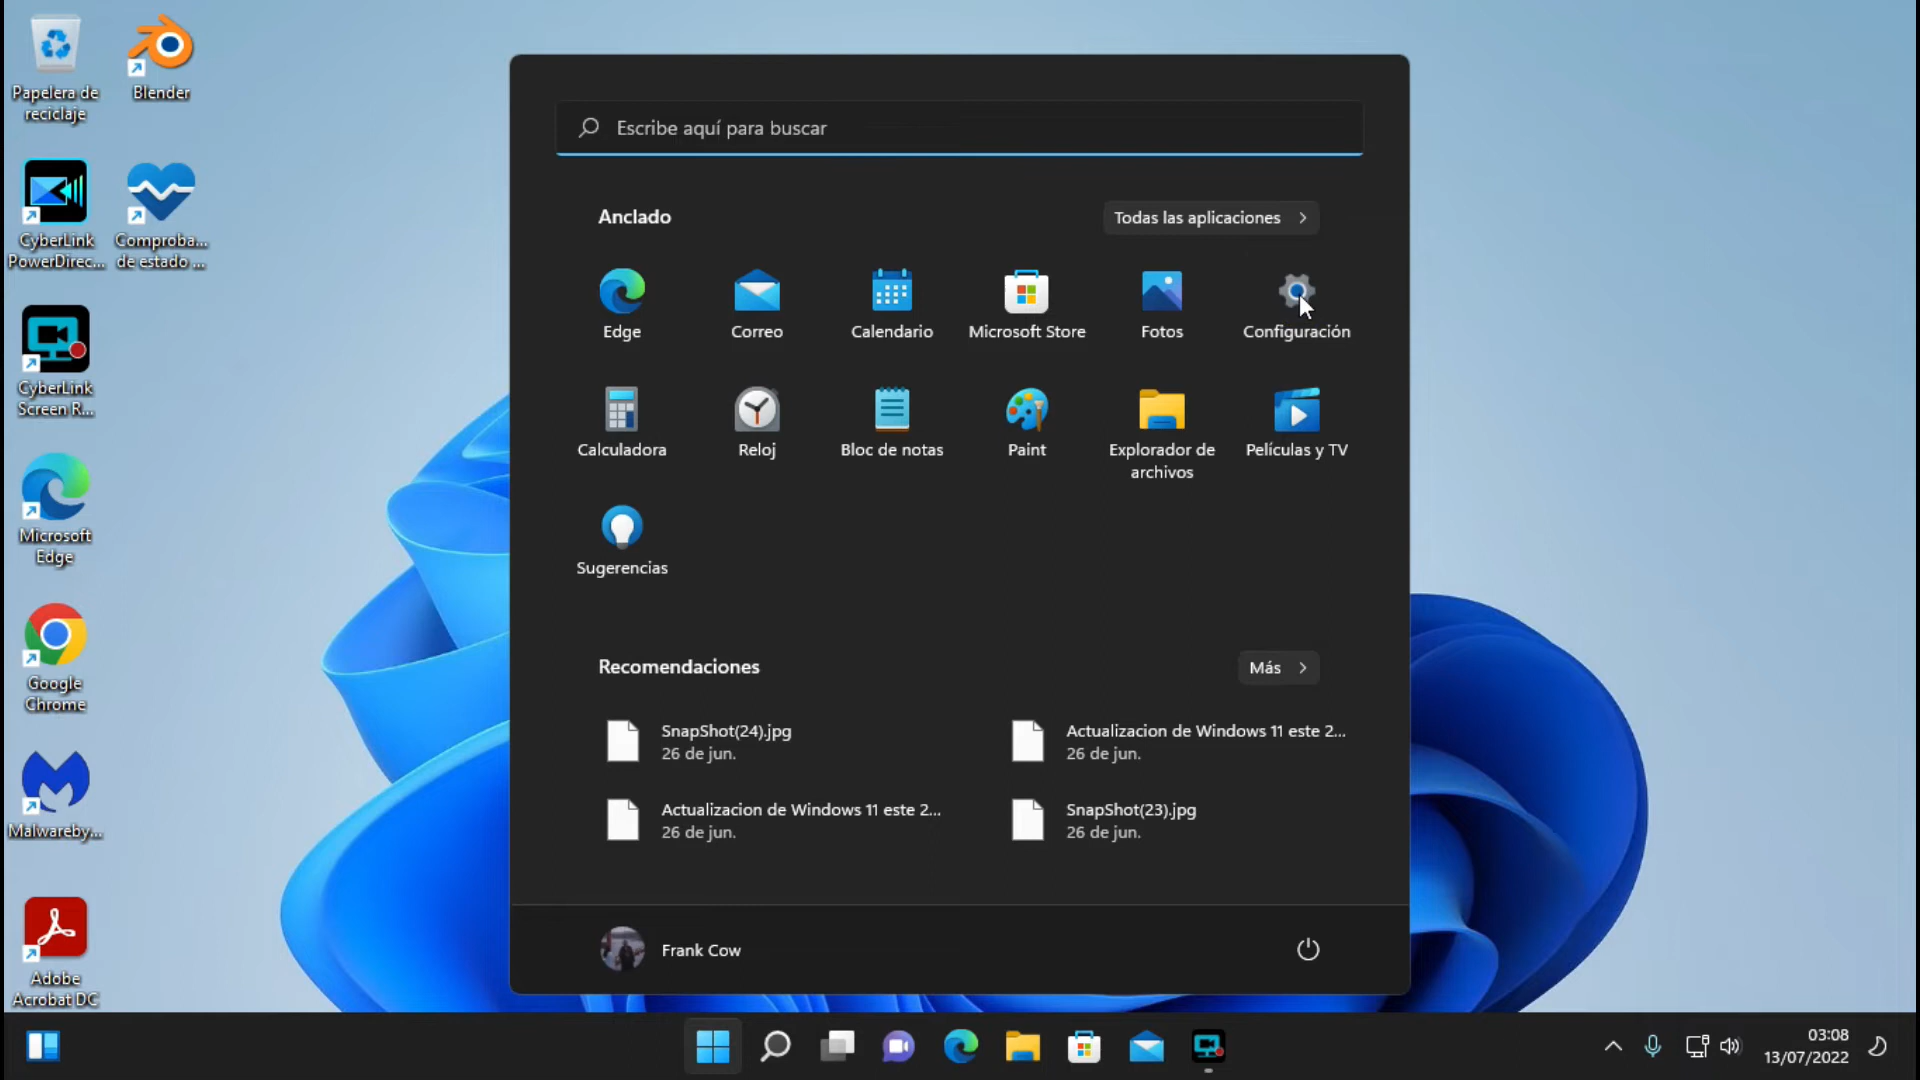 Papelera de
reciclaje
Blender
CyberLink
PowerDirec...
Comproba...
de estado ...
CyberLink
Screen R...
Microsoft
Edge
Google
Chrome
Malwareby...
Adobe
Acrobat DC
Escribe aquí para buscar
Anclado
Todas las aplicaciones
Edge
Correo
Calendario
Microsoft Store
Fotos
Configuración
Calculadora
Reloj
Bloc de notas
Paint
Explorador de
archivos
Películas y TV
Sugerencias
Recomendaciones
Más
SnapShot(24).jpg
26 de jun.
Actualizacion de Windows 11 este 2...
26 de jun.
Actualizacion de Windows 11 este 2...
26 de jun.
SnapShot(23).jpg
26 de jun.
Frank Cow
03:08
13/07/2022